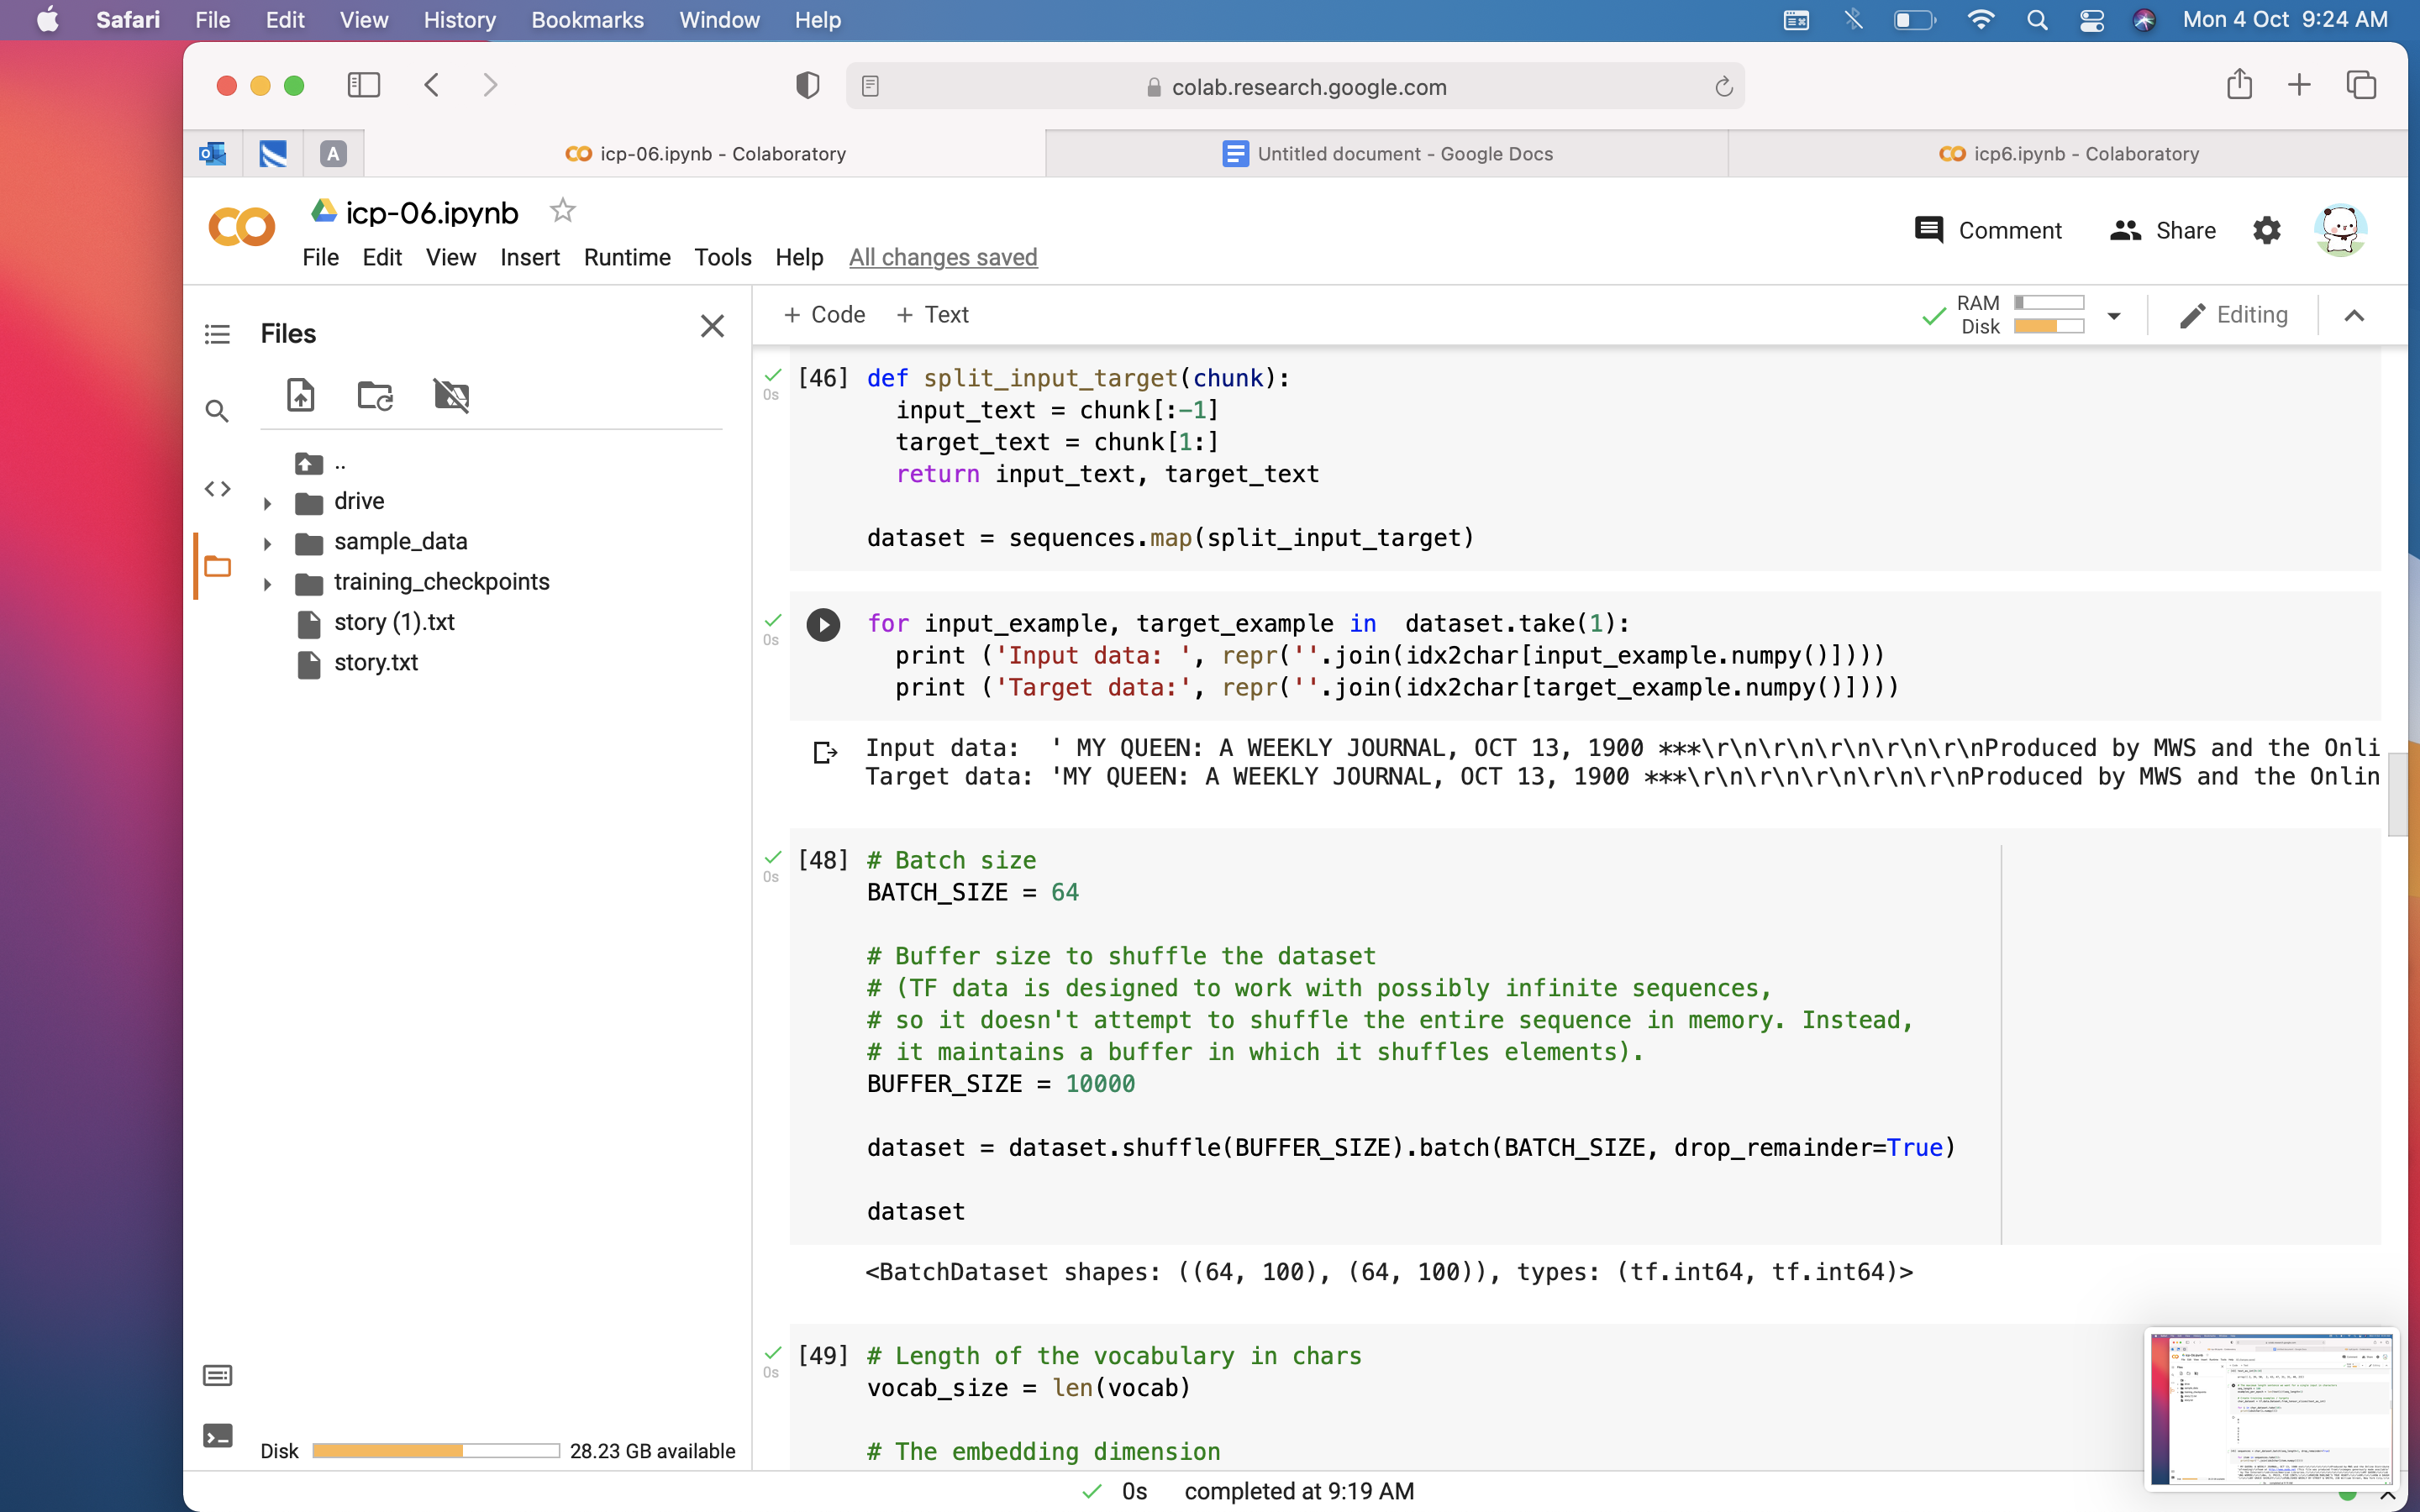 Safari File Edit View History Bookmarks Window Help Mon 4 Oct 9:24 AM
colab.research.google.com
A icp-06.ipynb - Colaboratory Untitled document - Google Docs icp6.ipynb - Colaboratory
icp-06.ipynb
Comment Share
File Edit View Insert Runtime Tools Help All changes saved
Files
+ Code + Text
RAM
Disk
Editing
..
drive
sample_data
training_checkpoints
story (1).txt
story.txt
Disk 28.23 GB available
[46] def split_input_target(chunk):
0s
input_text = chunk[:-1]
target_text = chunk[1:]
return input_text, target_text
dataset = sequences.map(split_input_target)
for input_example, target_example in  dataset.take(1):
0s
print ('Input data: ', repr(''.join(idx2char[input_example.numpy()])))
print ('Target data:', repr(''.join(idx2char[target_example.numpy()])))
Input data:  ' MY QUEEN: A WEEKLY JOURNAL, OCT 13, 1900 ***\r\n\r\n\r\n\r\n\r\nProduced by MWS and the Onli
Target data: 'MY QUEEN: A WEEKLY JOURNAL, OCT 13, 1900 ***\r\n\r\n\r\n\r\n\r\nProduced by MWS and the Onlin
[48] # Batch size
0s
BATCH_SIZE = 64
# Buffer size to shuffle the dataset
# (TF data is designed to work with possibly infinite sequences,
# so it doesn't attempt to shuffle the entire sequence in memory. Instead,
# it maintains a buffer in which it shuffles elements).
BUFFER_SIZE = 10000
dataset = dataset.shuffle(BUFFER_SIZE).batch(BATCH_SIZE, drop_remainder=True)
dataset
<BatchDataset shapes: ((64, 100), (64, 100)), types: (tf.int64, tf.int64)>
[49] # Length of the vocabulary in chars
0s
vocab_size = len(vocab)
# The embedding dimension
0s completed at 9:19 AM